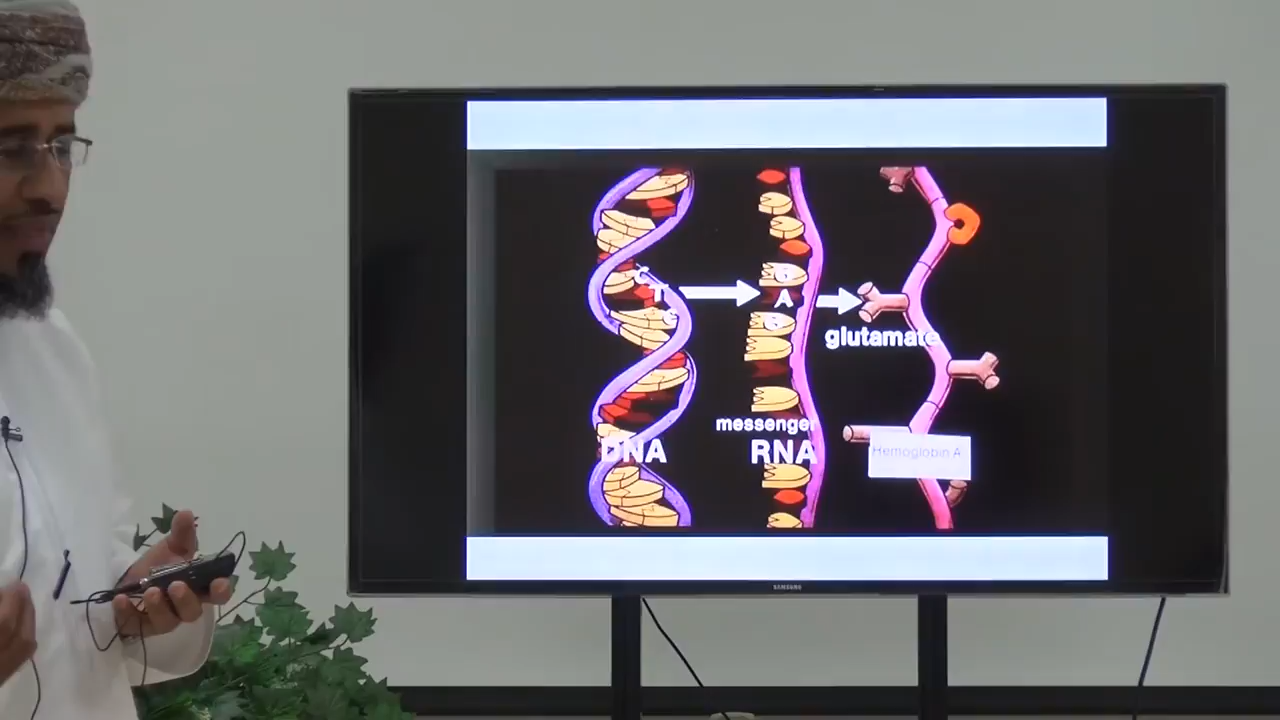 C
T
G
A
glutamate
messenger
RNA
DNA
Hemoglobin A
SAMSUNG